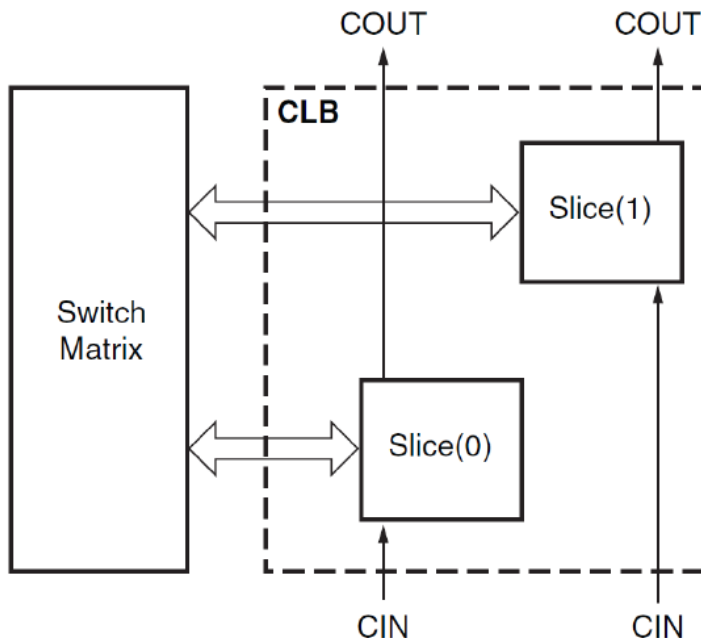 COUT
COUT
CLB
Slice(1)
Switch
Matrix
Slice(0)
CIN
CIN